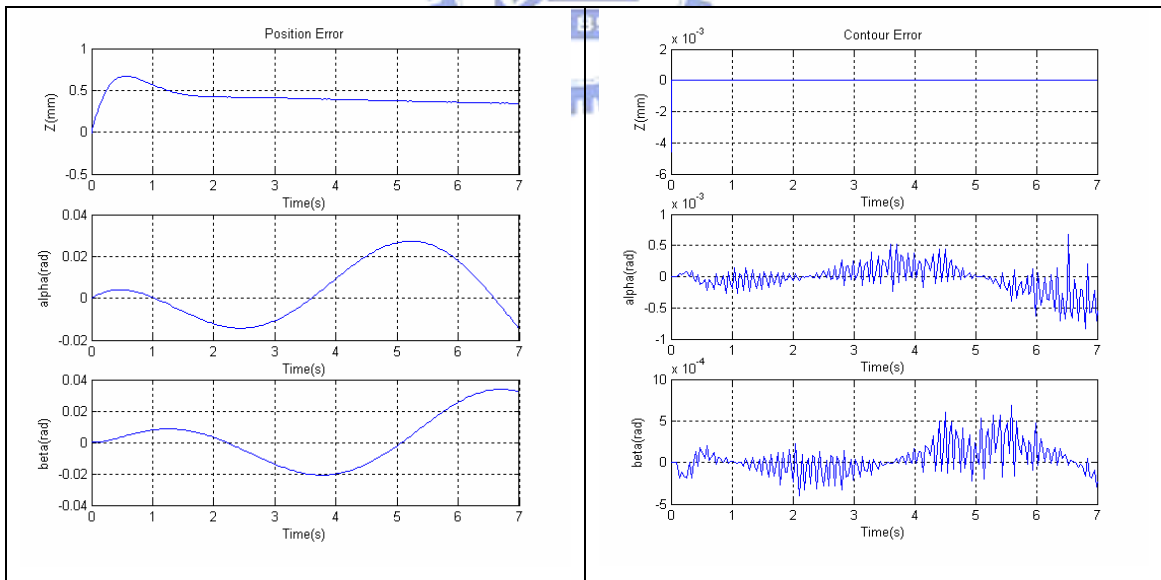 Position Error
1
0.5
0
-0.5
Z(mm)
0 1 2 3 4 5 6 7
Time(s)
0.04
0.02
0
-0.02
alpha(rad)
0 1 2 3 4 5 6 7
Time(s)
0.04
0.02
0
-0.02
-0.04
beta(rad)
0 1 2 3 4 5 6 7
Time(s)
x 10^-3
Contour Error
2
0
-2
-4
-6
Z(mm)
0 1 2 3 4 5 6 7
Time(s)
x 10^-3
1
0.5
0
-0.5
-1
alpha(rad)
0 1 2 3 4 5 6 7
Time(s)
x 10^-4
10
5
0
-5
beta(rad)
0 1 2 3 4 5 6 7
Time(s)